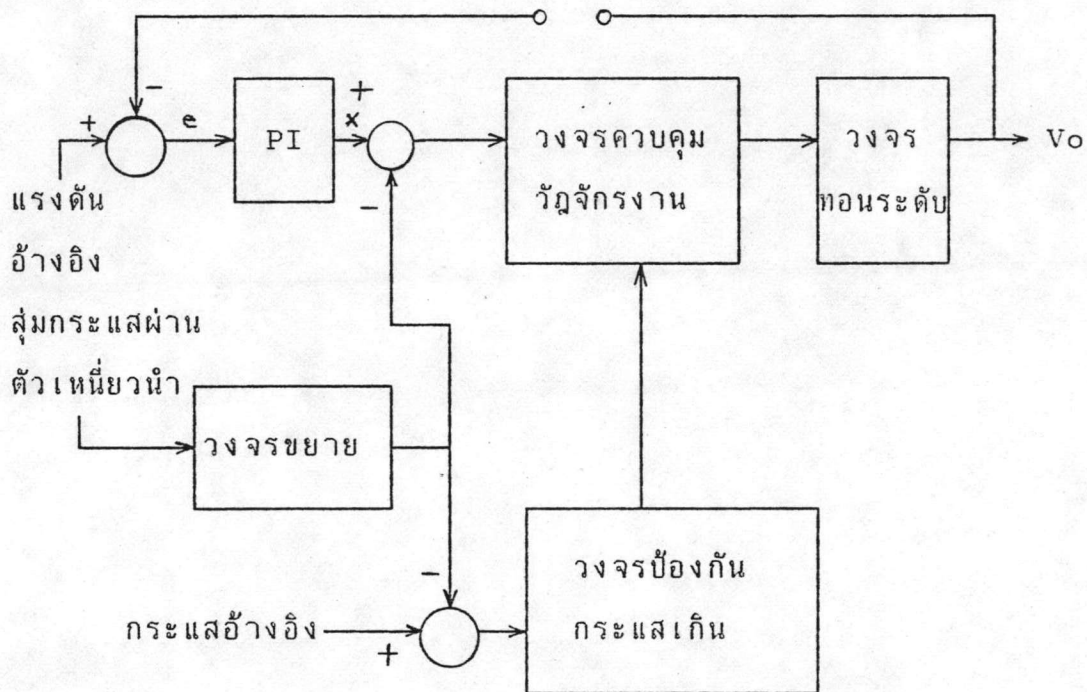 −
+
e
PI
+
x
−
วงจรควบคุม
วัฎจักรงาน
วงจร
ทอนระดับ
Vo
แรงดัน
อ้างอิง
สุ่มกระแสผ่าน
ตัวเหนี่ยวนำ
วงจรขยาย
−
กระแสอ้างอิง
+
วงจรป้องกัน
กระแสเกิน